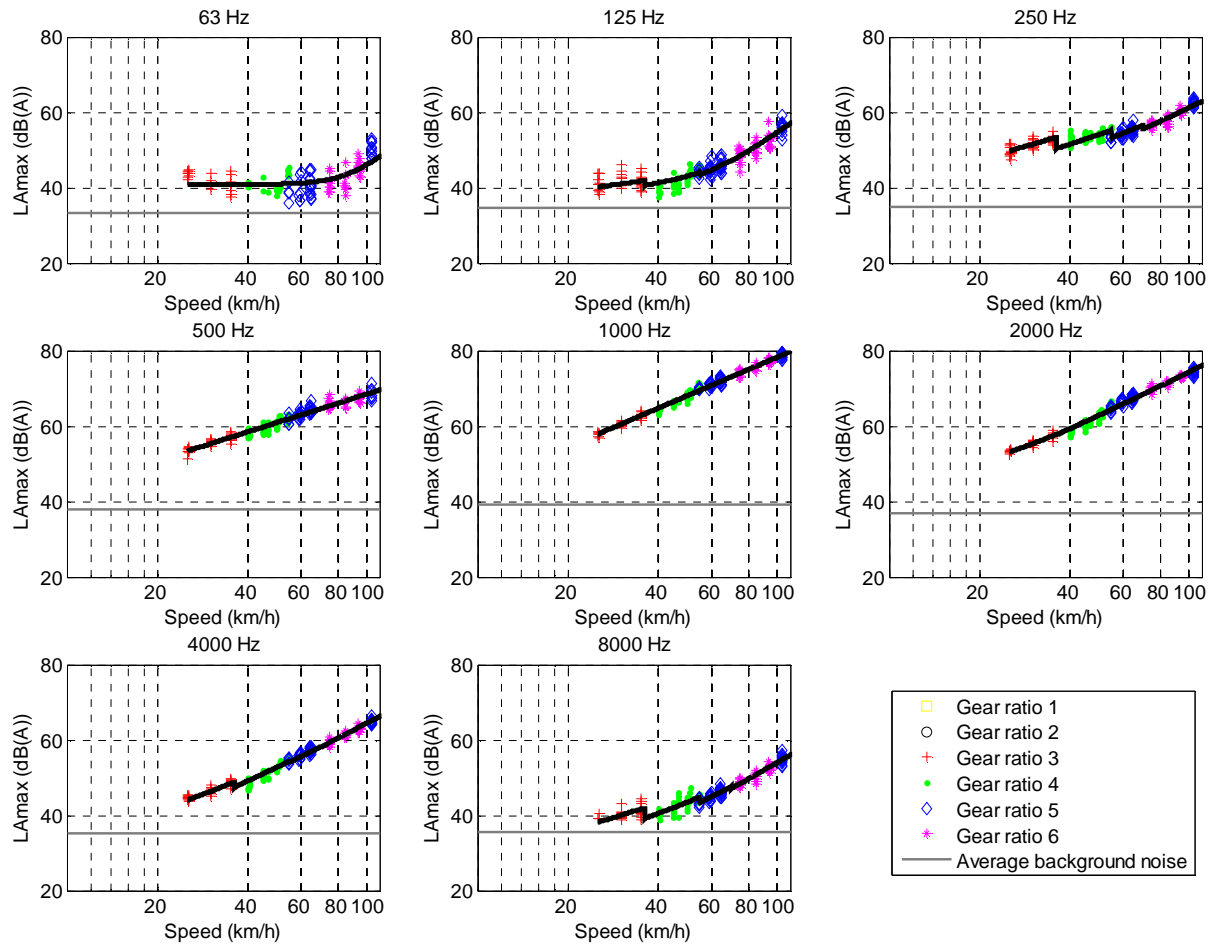 63 Hz
LAmax (dB(A))
80
60
40
20
20 40 60 80 100
Speed (km/h)
125 Hz
LAmax (dB(A))
80
60
40
20
20 40 60 80 100
Speed (km/h)
250 Hz
LAmax (dB(A))
80
60
40
20
20 40 60 80 100
Speed (km/h)
500 Hz
LAmax (dB(A))
80
60
40
20
20 40 60 80 100
Speed (km/h)
1000 Hz
LAmax (dB(A))
80
60
40
20
20 40 60 80 100
Speed (km/h)
2000 Hz
LAmax (dB(A))
80
60
40
20
20 40 60 80 100
Speed (km/h)
4000 Hz
LAmax (dB(A))
80
60
40
20
20 40 60 80 100
Speed (km/h)
8000 Hz
LAmax (dB(A))
80
60
40
20
20 40 60 80 100
Speed (km/h)
Gear ratio 1
Gear ratio 2
Gear ratio 3
Gear ratio 4
Gear ratio 5
Gear ratio 6
Average background noise